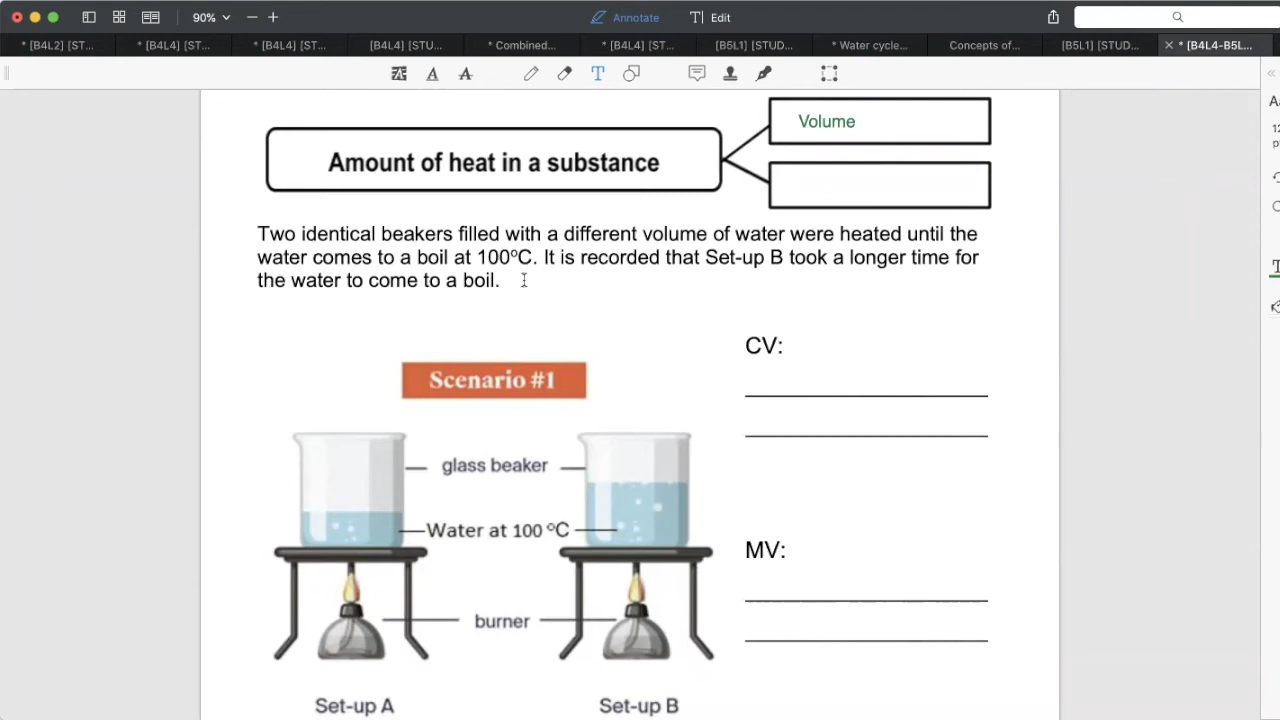 90%
Annotate
Edit
* [B4L2] [ST...
* [B4L4] [ST...
* [B4L4] [ST...
[B4L4] [STU...
* Combined...
* [B4L4] [ST...
[B5L1] [STUD...
* Water cycle...
Concepts of...
[B5L1] [STUD...
* [B4L4-B5L...
Volume
Amount of heat in a substance
Two identical beakers filled with a different volume of water were heated until the
water comes to a boil at 100ºC. It is recorded that Set-up B took a longer time for
the water to come to a boil.
CV:
Scenario #1
glass beaker
Water at 100 ºC
MV:
burner
Set-up A
Set-up B